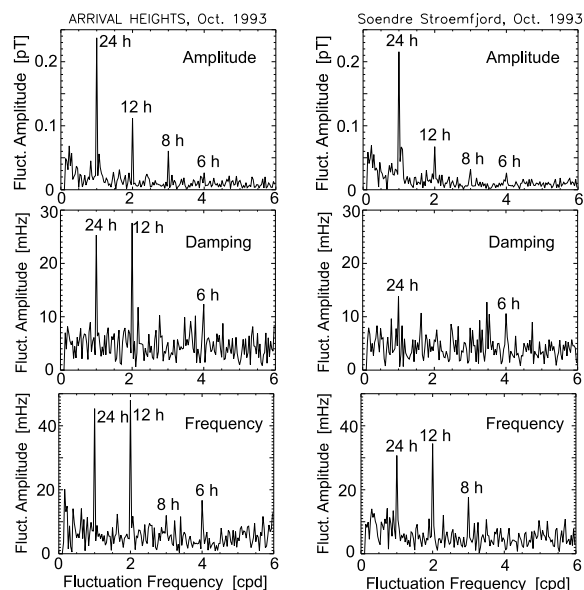 ARRIVAL HEIGHTS, Oct. 1993
Fluct. Amplitude [pT]
0.2
0.1
0
24 h
12 h
8 h
6 h
Amplitude
0 2 4 6
Soendre Stroemfjord, Oct. 1993
Fluct. Amplitude [pT]
0.2
0.1
0
24 h
12 h
8 h
6 h
Amplitude
0 2 4 6
Fluct. Amplitude [mHz]
30
20
10
0
24 h
12 h
6 h
Damping
0 2 4 6
Fluct. Amplitude [mHz]
30
20
10
0
24 h
6 h
Damping
0 2 4 6
Fluct. Amplitude [mHz]
40
20
0
24 h
12 h
8 h
6 h
Frequency
0 2 4 6
Fluctuation Frequency [cpd]
Fluct. Amplitude [mHz]
40
20
0
24 h
12 h
8 h
Frequency
0 2 4 6
Fluctuation Frequency [cpd]